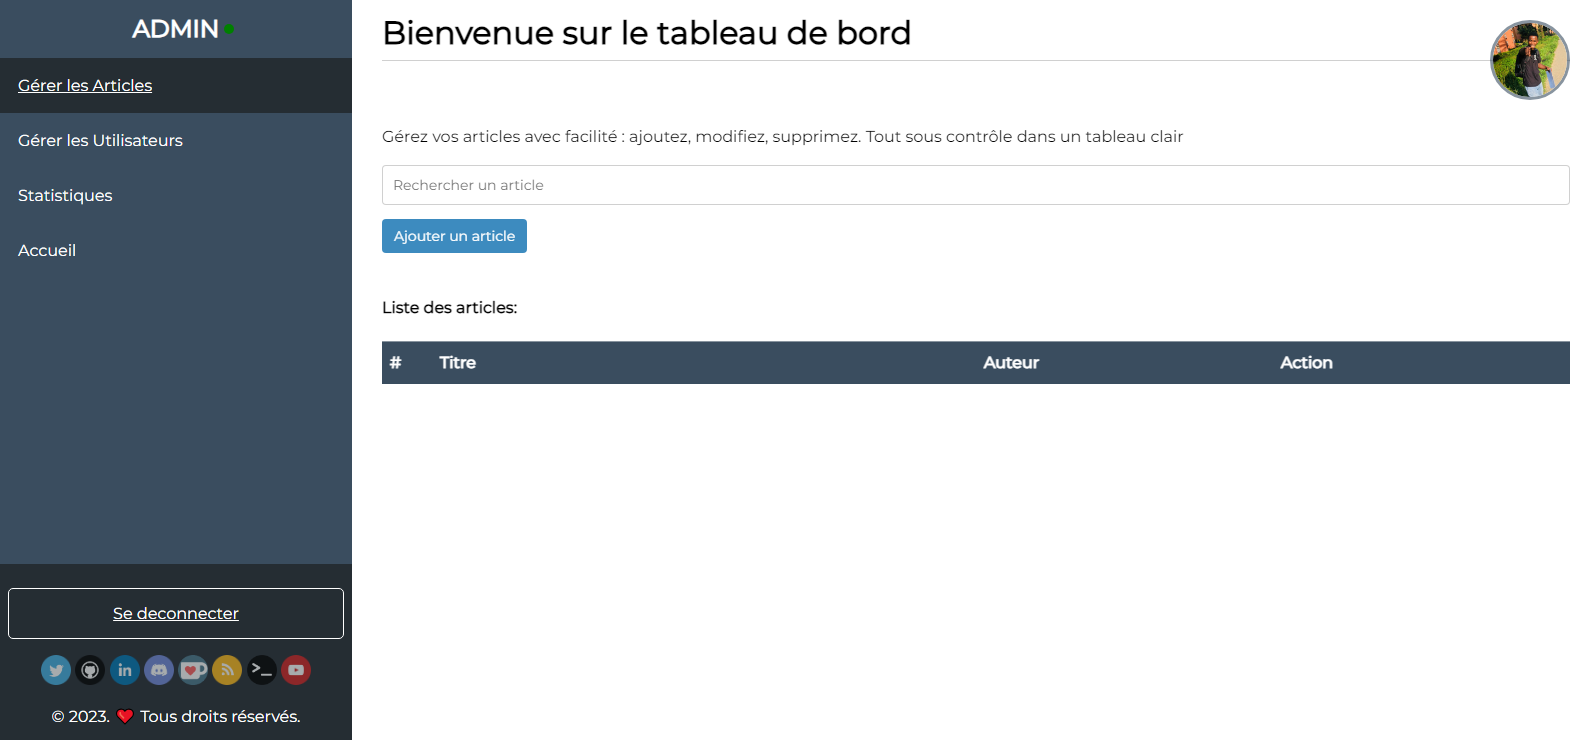 ADMIN
Gérer les Articles
Gérer les Utilisateurs
Statistiques
Accueil
Se deconnecter
© 2023. ❤️ Tous droits réservés.
Bienvenue sur le tableau de bord
Gérez vos articles avec facilité : ajoutez, modifiez, supprimez. Tout sous contrôle dans un tableau clair
Rechercher un article
Ajouter un article
Liste des articles:
# Titre Auteur Action